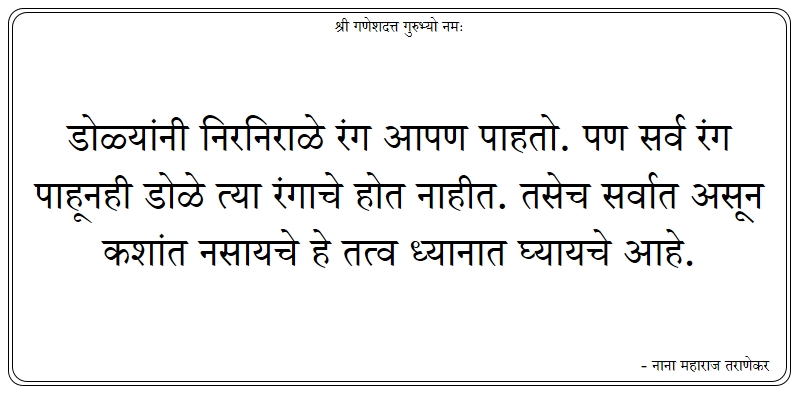 श्री गणेशदत्त गुरुभ्यो नमः
डोळ्यांनी निरनिराळे रंग आपण पाहतो. पण सर्व रंग
पाहूनही डोळे त्या रंगाचे होत नाहीत. तसेच सर्वात असून
कशांत नसायचे हे तत्व ध्यानात घ्यायचे आहे.
- नाना महाराज तराणेकर